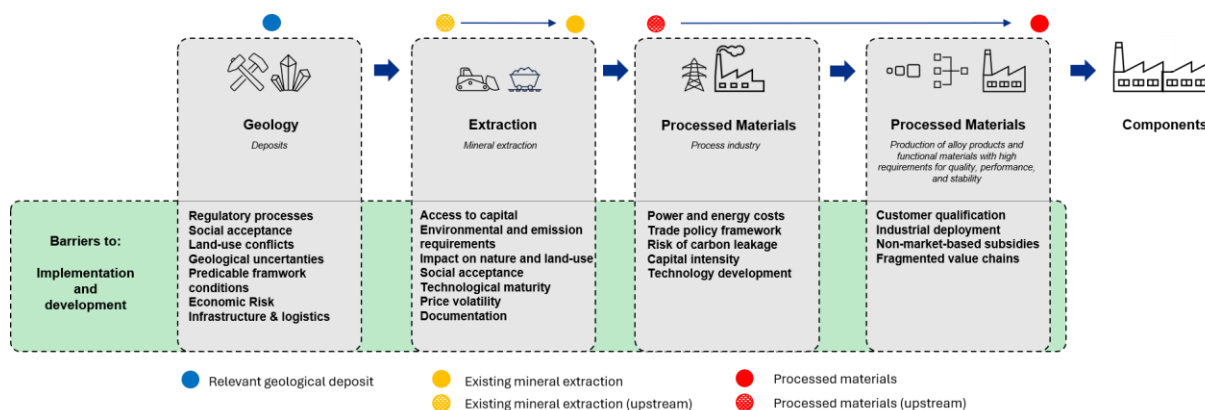 Geology
Deposits
Extraction
Mineral extraction
Processed Materials
Process industry
Processed Materials
Production of alloy products and
functional materials with high
requirements for quality, performance,
and stability
Components
Barriers to:
Implementation
and
development
Regulatory processes
Social acceptance
Land-use conflicts
Geological uncertanties
Predicable framwork
conditions
Economic Risk
Infrastructure & logistics
Access to capital
Environmental and emission
requirements
Impact on nature and land-use
Social acceptance
Technological maturity
Price volatility
Documentation
Power and energy costs
Trade policy framework
Risk of carbon leakage
Capital intensity
Technology development
Customer qualification
Industrial deployment
Non-market-based subsidies
Fragmented value chains
Relevant geological deposit
Existing mineral extraction
Existing mineral extraction (upstream)
Processed materials
Processed materials (upstream)